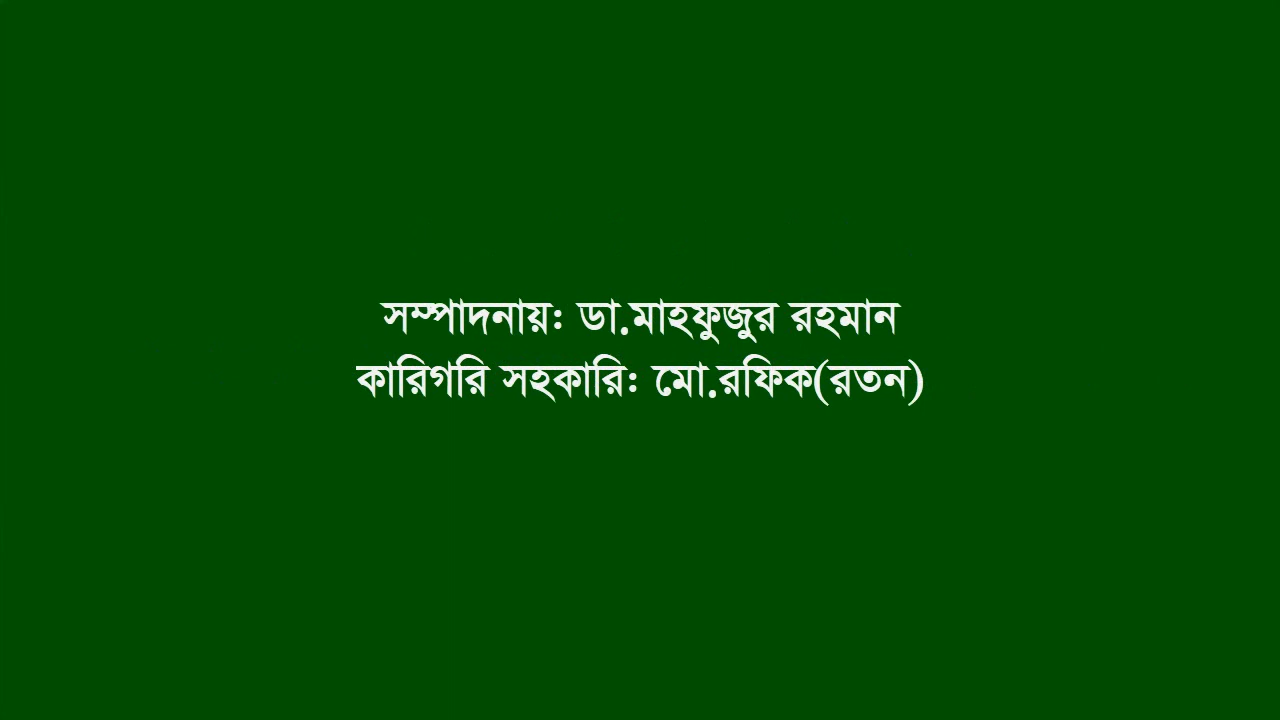 সম্পাদনায়: ডা.মাহফুজুর রহমান
কারিগরি সহকারি: মো.রফিক(রতন)